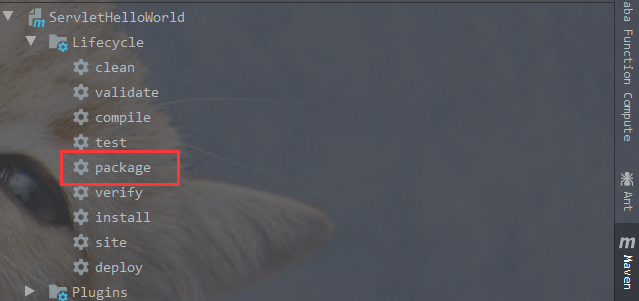 ServletHelloWorld
Lifecycle
clean
validate
compile
test
package
verify
install
site
deploy
Plugins
aba Function Compute
Ant
m Maven